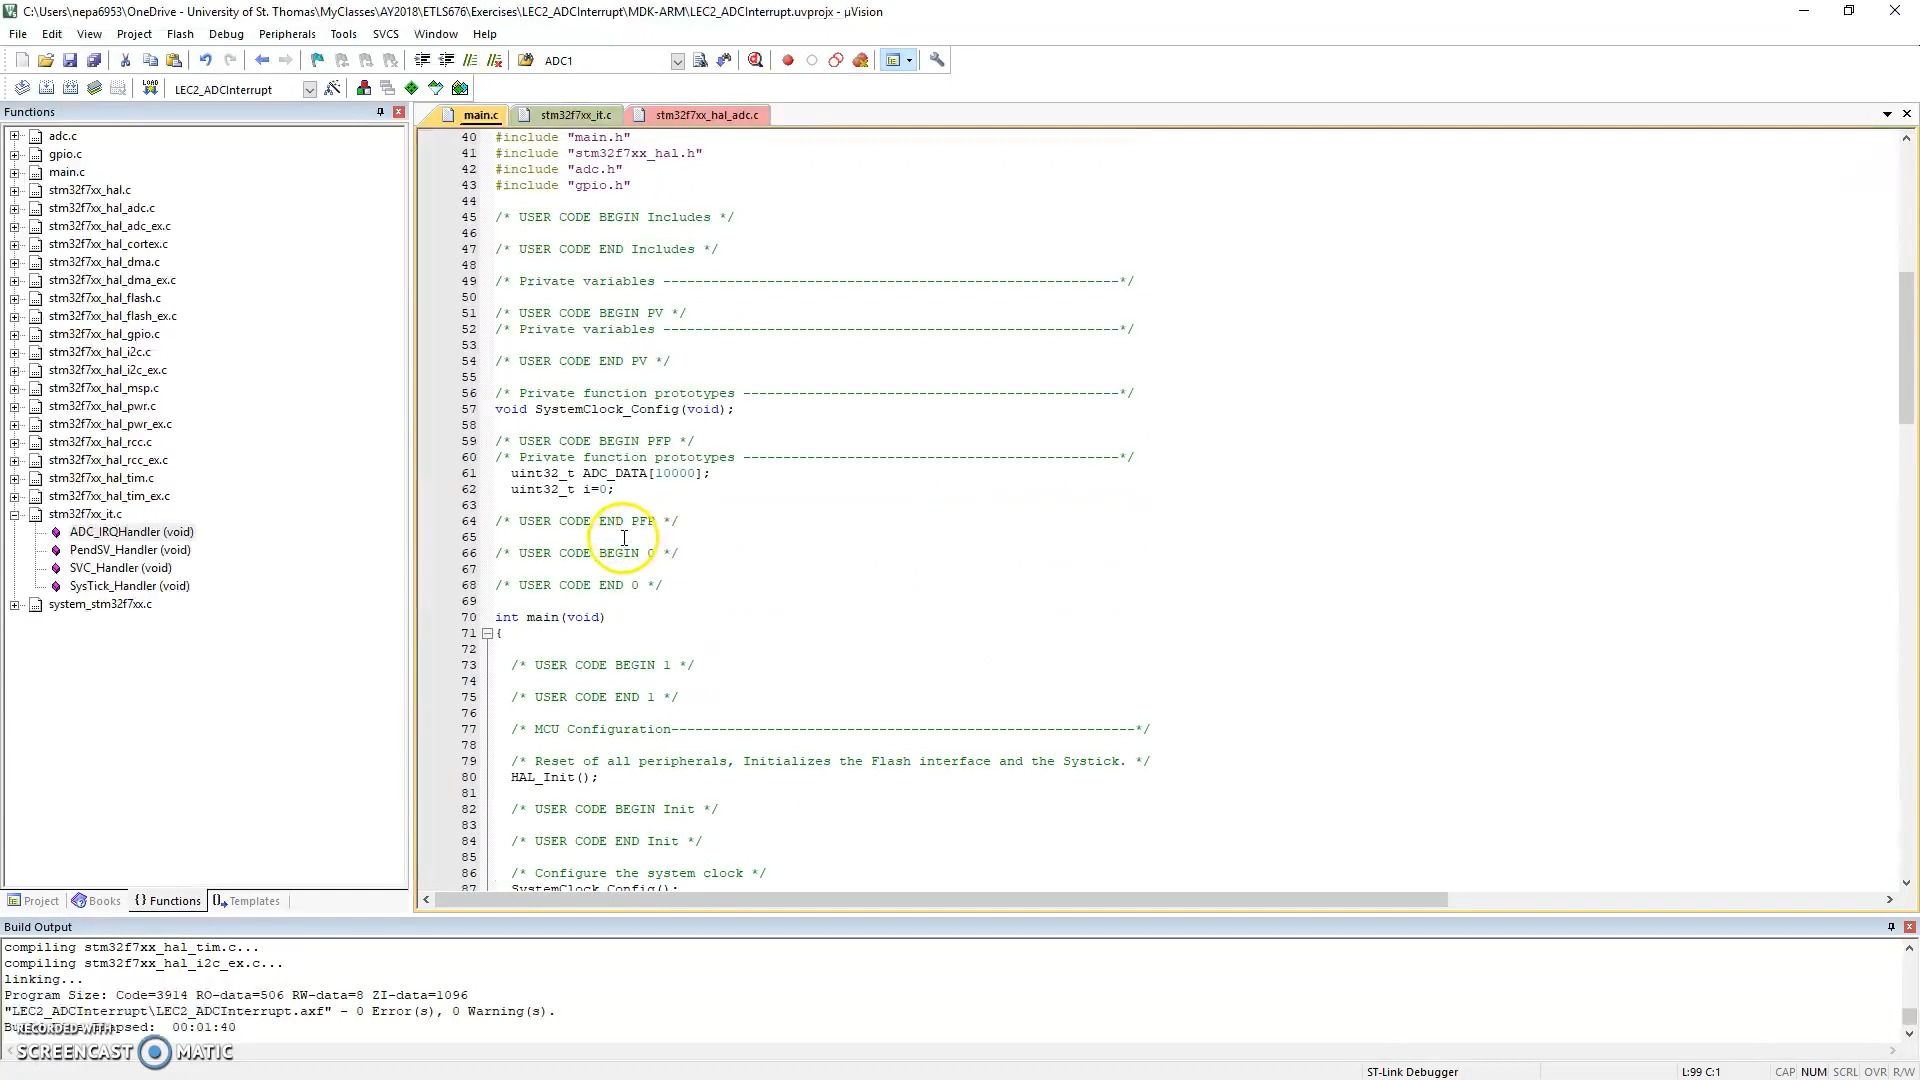 C:\Users\nepa6953\OneDrive - University of St. Thomas\MyClasses\AY2018\ETLS676\Exercises\LEC2_ADCInterrupt\MDK-ARM\LEC2_ADCInterrupt.uvprojx - µVision
File Edit View Project Flash Debug Peripherals Tools SVCS Window Help
ADC1
LOAD LEC2_ADCInterrupt
Functions
adc.c
gpio.c
main.c
stm32f7xx_hal.c
stm32f7xx_hal_adc.c
stm32f7xx_hal_adc_ex.c
stm32f7xx_hal_cortex.c
stm32f7xx_hal_dma.c
stm32f7xx_hal_dma_ex.c
stm32f7xx_hal_flash.c
stm32f7xx_hal_flash_ex.c
stm32f7xx_hal_gpio.c
stm32f7xx_hal_i2c.c
stm32f7xx_hal_i2c_ex.c
stm32f7xx_hal_msp.c
stm32f7xx_hal_pwr.c
stm32f7xx_hal_pwr_ex.c
stm32f7xx_hal_rcc.c
stm32f7xx_hal_rcc_ex.c
stm32f7xx_hal_tim.c
stm32f7xx_hal_tim_ex.c
stm32f7xx_it.c
ADC_IRQHandler (void)
PendSV_Handler (void)
SVC_Handler (void)
SysTick_Handler (void)
system_stm32f7xx.c
Project Books {} Functions Templates
main.c stm32f7xx_it.c stm32f7xx_hal_adc.c
40 #include "main.h"
41 #include "stm32f7xx_hal.h"
42 #include "adc.h"
43 #include "gpio.h"
44
45 /* USER CODE BEGIN Includes */
46
47 /* USER CODE END Includes */
48
49 /* Private variables ---------------------------------------------------------*/
50
51 /* USER CODE BEGIN PV */
52 /* Private variables ---------------------------------------------------------*/
53
54 /* USER CODE END PV */
55
56 /* Private function prototypes -----------------------------------------------*/
57 void SystemClock_Config(void);
58
59 /* USER CODE BEGIN PFP */
60 /* Private function prototypes -----------------------------------------------*/
61 uint32_t ADC_DATA[10000];
62 uint32_t i=0;
63
64 /* USER CODE END PFP */
65
66 /* USER CODE BEGIN 0 */
67
68 /* USER CODE END 0 */
69
70 int main(void)
71 {
72
73 /* USER CODE BEGIN 1 */
74
75 /* USER CODE END 1 */
76
77 /* MCU Configuration----------------------------------------------------------*/
78
79 /* Reset of all peripherals, Initializes the Flash interface and the Systick. */
80 HAL_Init();
81
82 /* USER CODE BEGIN Init */
83
84 /* USER CODE END Init */
85
86 /* Configure the system clock */
87 SystemClock_Config();
Build Output
compiling stm32f7xx_hal_tim.c...
compiling stm32f7xx_hal_i2c_ex.c...
linking...
Program Size: Code=3914 RO-data=506 RW-data=8 ZI-data=1096
"LEC2_ADCInterrupt\LEC2_ADCInterrupt.axf" - 0 Error(s), 0 Warning(s).
00:01:40
RECORDED WITH
SCREENCAST MATIC
ST-Link Debugger L:99 C:1 CAP NUM SCRL OVR R/W